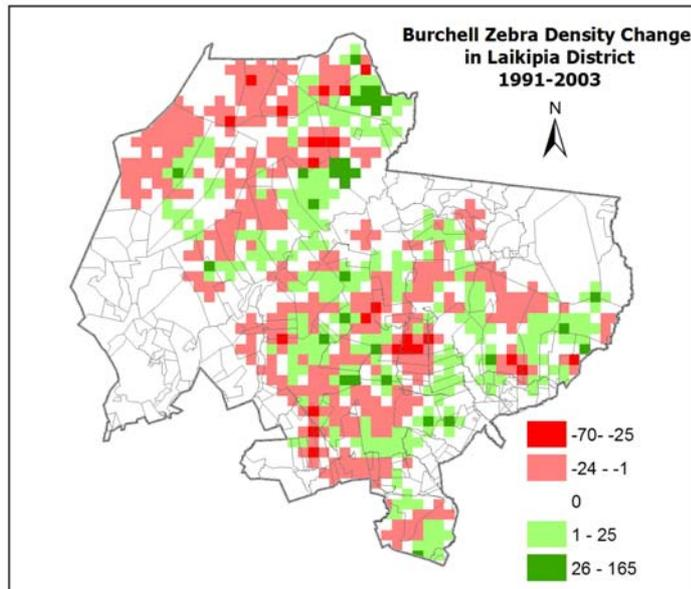 Burchell Zebra Density Change
in Laikipia District
1991-2003
N
-70- -25
-24 - -1
0
1 - 25
26 - 165